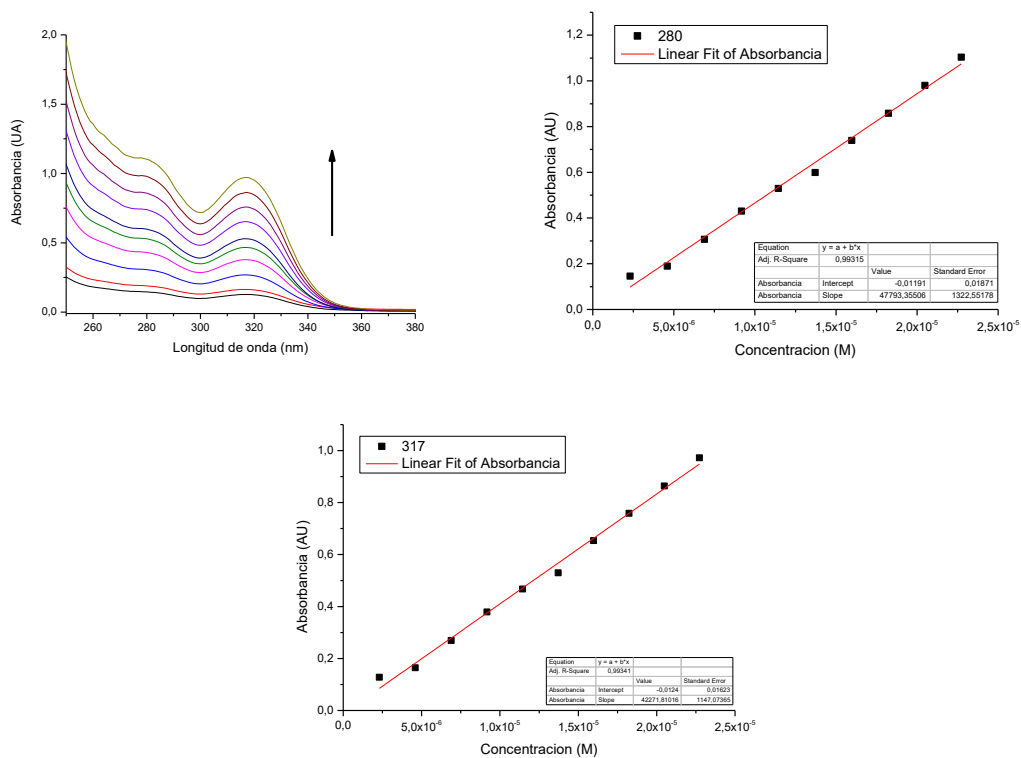 2,0
1,5
1,0
0,5
0,0
Absorbancia (UA)
260 280 300 320 340 360 380
Longitud de onda (nm)
1,2
1,0
0,8
0,6
0,4
0,2
0,0
Absorbancia (AU)
280
Linear Fit of Absorbancia
Equation y = a + b*x
Adj. R-Square 0,99315
Value Standard Error
Absorbancia Intercept -0,01191 0,01871
Absorbancia Slope 47793,35506 1322,55178
0,0 5,0x10⁻⁶ 1,0x10⁻⁵ 1,5x10⁻⁵ 2,0x10⁻⁵ 2,5x10⁻⁵
Concentracion (M)
1,0
0,8
0,6
0,4
0,2
0,0
Absorbancia (AU)
317
Linear Fit of Absorbancia
Equation y = a + b*x
Adj. R-Square 0,99341
Value Standard Error
Absorbancia Intercept -0,0124 0,01623
Absorbancia Slope 42271,81016 1147,07365
0,0 5,0x10⁻⁶ 1,0x10⁻⁵ 1,5x10⁻⁵ 2,0x10⁻⁵ 2,5x10⁻⁵
Concentracion (M)